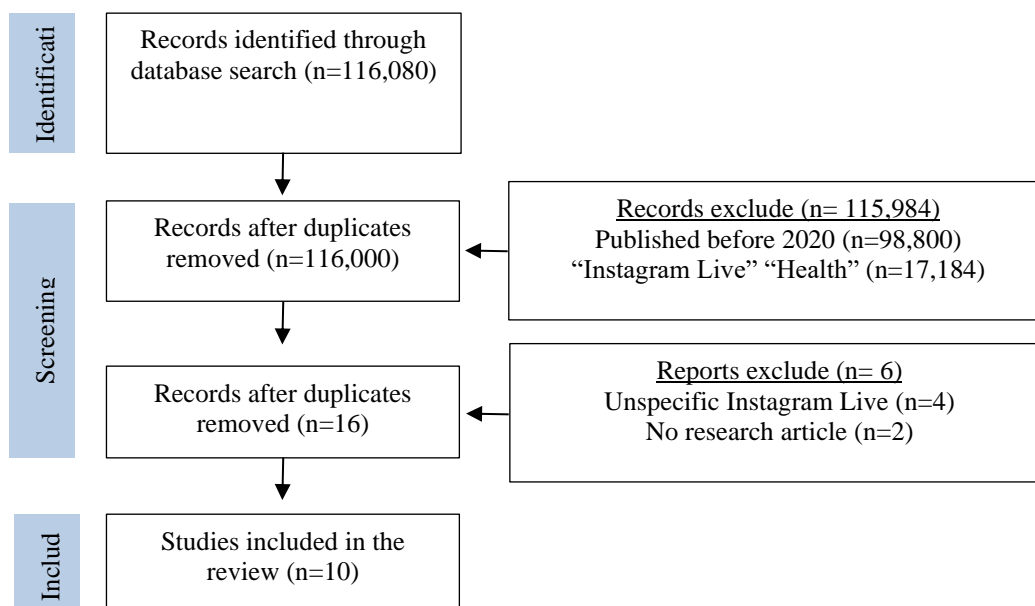 Identificati
Records identified through
database search (n=116,080)
Screening
Records after duplicates
removed (n=116,000)
Records exclude (n= 115,984)
Published before 2020 (n=98,800)
“Instagram Live” “Health” (n=17,184)
Records after duplicates
removed (n=16)
Reports exclude (n= 6)
Unspecific Instagram Live (n=4)
No research article (n=2)
Includ
Studies included in the
review (n=10)